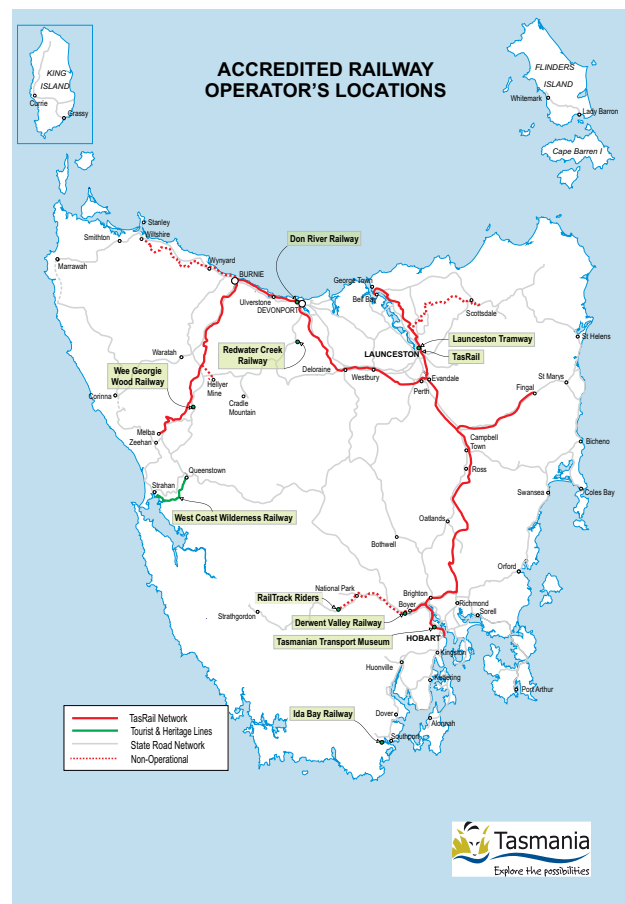 ACCREDITED RAILWAY
OPERATOR'S LOCATIONS
KING
ISLAND
Currie
Grassy
FLINDERS
ISLAND
Whitemark
Lady Barron
Cape Barren I
Stanley
Wiltshire
Smithton
Marrawah
Wynyard
BURNIE
Ulverstone
DEVONPORT
Don River Railway
George Town
Bell Bay
Scottsdale
Launceston Tramway
LAUNCESTON
TasRail
St Helens
Redwater Creek
Railway
Waratah
Wee Georgie
Wood Railway
Deloraine
Westbury
Evandale
Perth
St Marys
Fingal
Hellyer
Mine
Corinna
Cradle
Mountain
Melba
Zeehan
Campbell
Town
Bicheno
Ross
Queenstown
Strahan
Swansea
Coles Bay
West Coast Wilderness Railway
Oatlands
Bothwell
Orford
National Park
RailTrack Riders
Brighton
Boyer
Richmond
Sorell
Strathgordon
Derwent Valley Railway
Tasmanian Transport Museum
HOBART
Kingston
Huonville
Kettering
Port Arthur
Ida Bay Railway
Dover
Alonnah
Southport
TasRail Network
Tourist & Heritage Lines
State Road Network
Non-Operational
Tasmania
Explore the possibilities